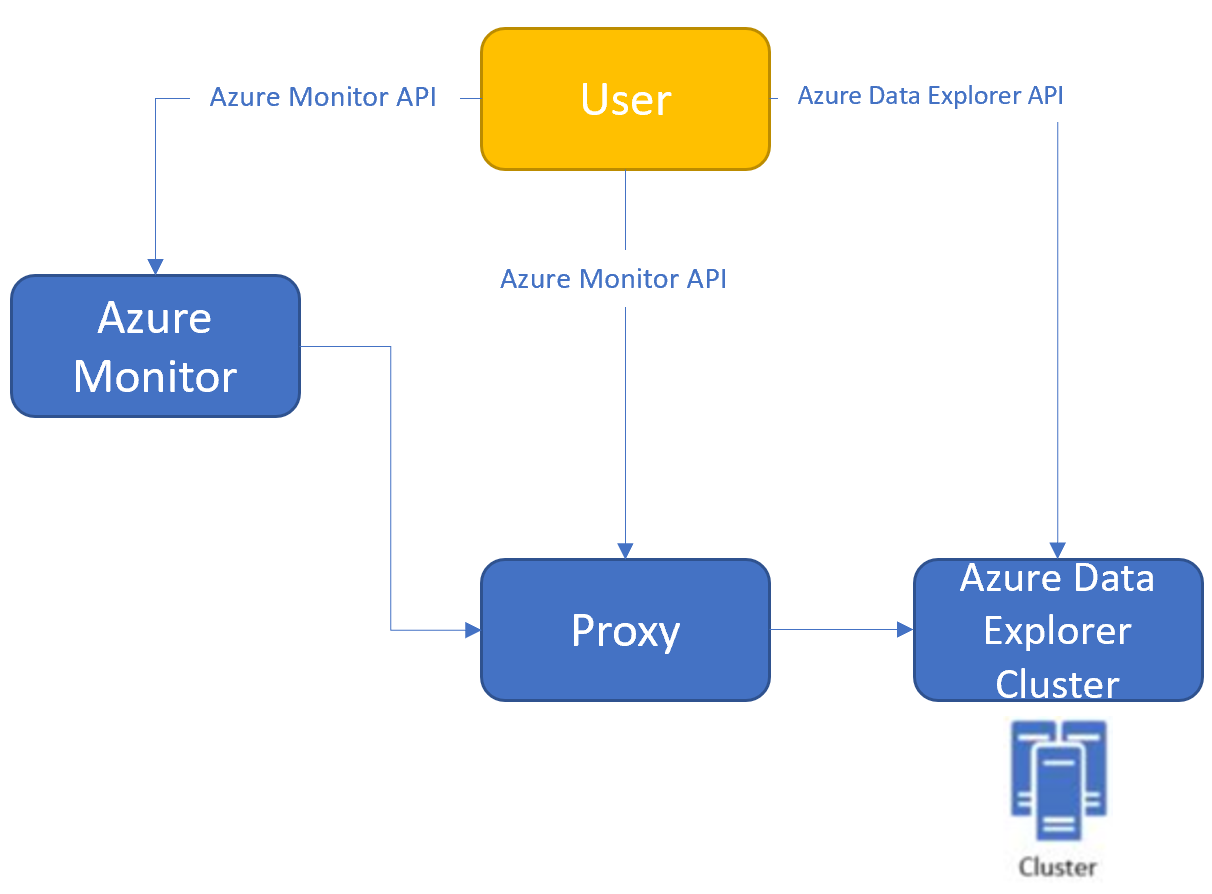 User
Azure Monitor API
Azure Data Explorer API
Azure Monitor API
Azure
Monitor
Proxy
Azure Data
Explorer
Cluster
Cluster